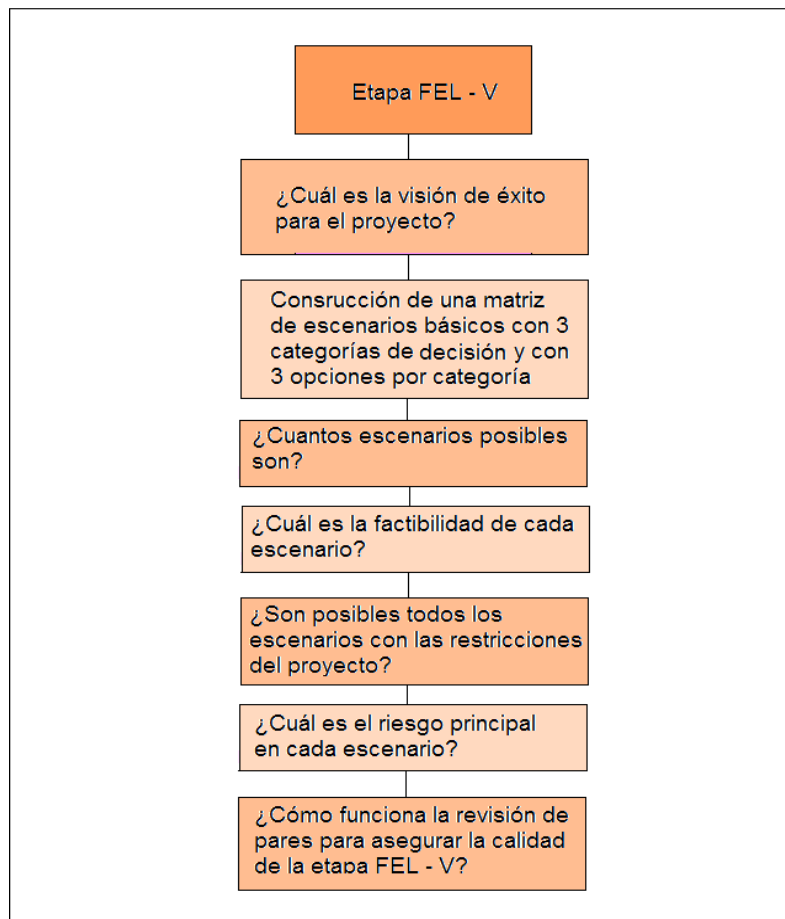 Etapa FEL - V
¿Cuál es la visión de éxito
para el proyecto?
Consrucción de una matriz
de escenarios básicos con 3
categorías de decisión y con
3 opciones por categoría
¿Cuantos escenarios posibles
son?
¿Cuál es la factibilidad de cada
escenario?
¿Son posibles todos los
escenarios con las restricciones
del proyecto?
¿Cuál es el riesgo principal
en cada escenario?
¿Cómo funciona la revisión de
pares para asegurar la calidad
de la etapa FEL - V?